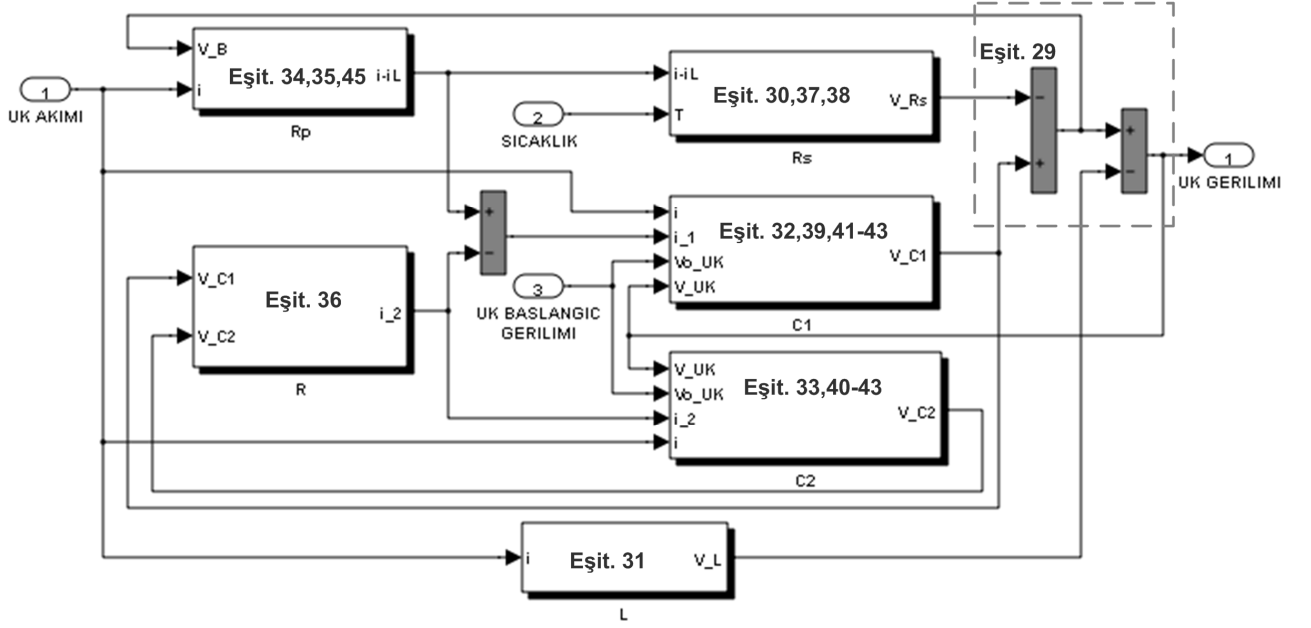 V_B
i
Eşit. 34,35,45
i-iL
Rp
1
UK AKIMI
i-iL
T
Eşit. 30,37,38
V_Rs
Rs
2
SICAKLIK
Eşit. 29
−
+
+
−
1
UK GERILIMI
+
−
i
i_1
Vo_UK
V_UK
Eşit. 32,39,41-43
V_C1
C1
V_C1
V_C2
Eşit. 36
i_2
R
3
UK BASLANGIC
GERILIMI
V_UK
Vo_UK
i_2
i
Eşit. 33,40-43
V_C2
C2
i
Eşit. 31
V_L
L